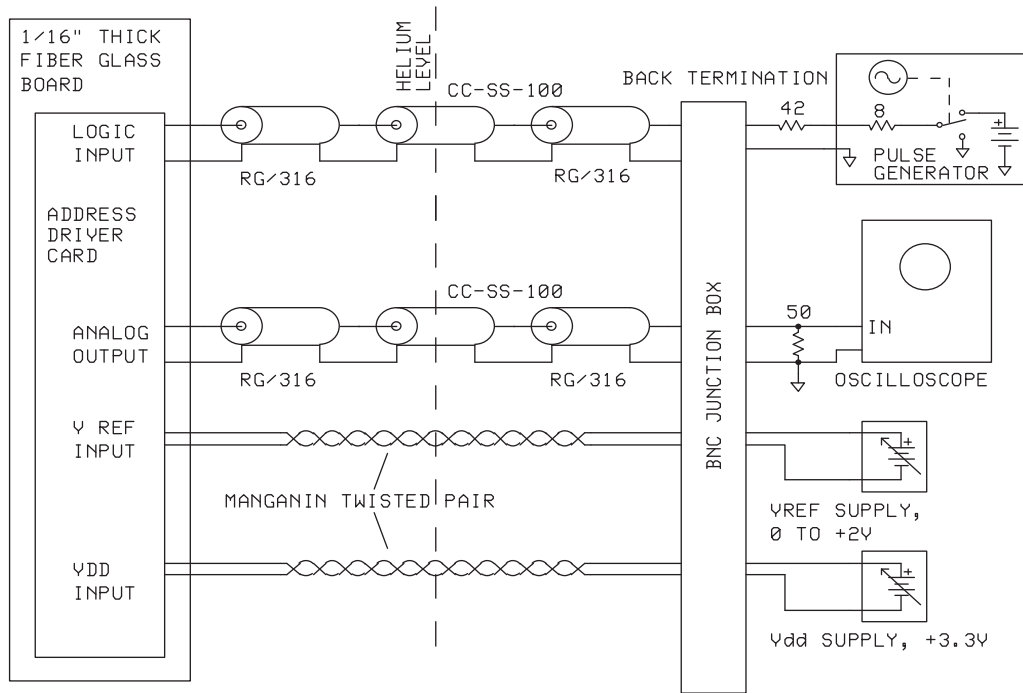 1/16" THICK
FIBER GLASS
BOARD
HELIUM
LEVEL
CC-SS-100
BACK TERMINATION
LOGIC
INPUT
42
8
+
RG/316
RG/316
PULSE
GENERATOR
ADDRESS
DRIVER
CARD
CC-SS-100
ANALOG
OUTPUT
50
IN
RG/316
RG/316
OSCILLOSCOPE
BNC JUNCTION BOX
V REF
INPUT
+
MANGANIN TWISTED PAIR
VREF SUPPLY,
0 TO +2V
VDD
INPUT
+
Vdd SUPPLY, +3.3V